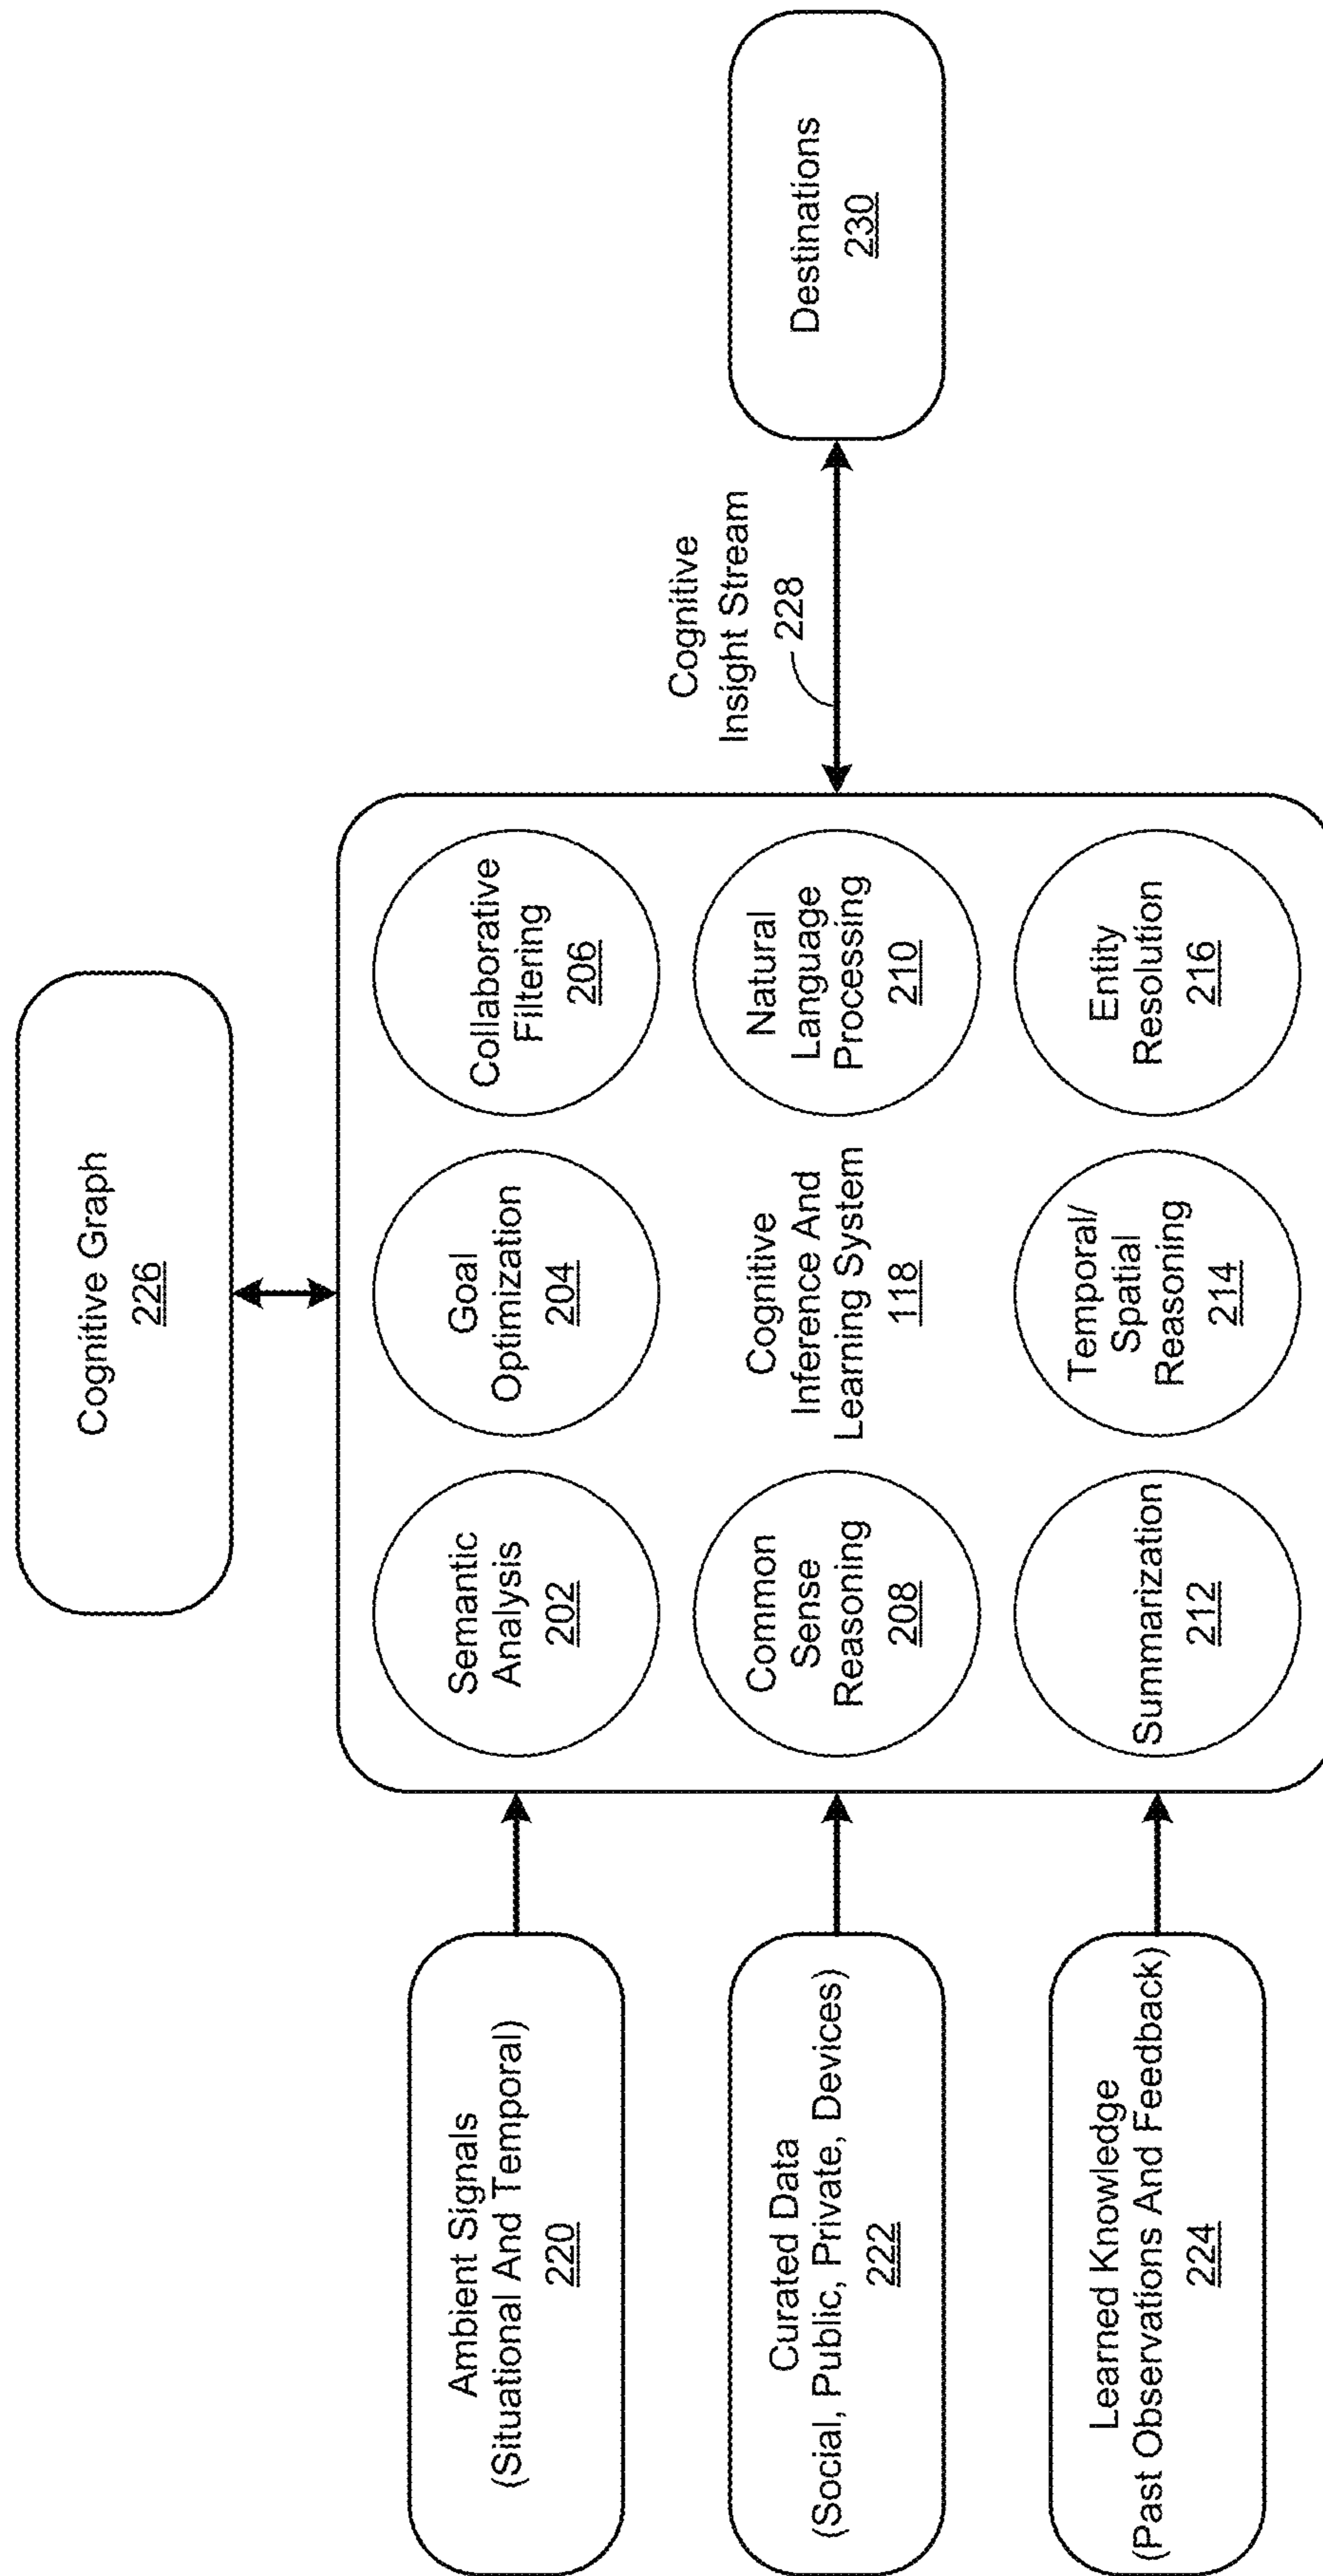 Cognitive Graph
226
Ambient Signals
(Situational And Temporal)
220
Curated Data
(Social, Public, Private, Devices)
222
Learned Knowledge
(Past Observations And Feedback)
224
Semantic
Analysis
202
Goal
Optimization
204
Collaborative
Filtering
206
Common
Sense
Reasoning
208
Cognitive
Inference And
Learning System
118
Natural
Language
Processing
210
Summarization
212
Temporal/
Spatial
Reasoning
214
Entity
Resolution
216
Cognitive
Insight Stream
228
Destinations
230